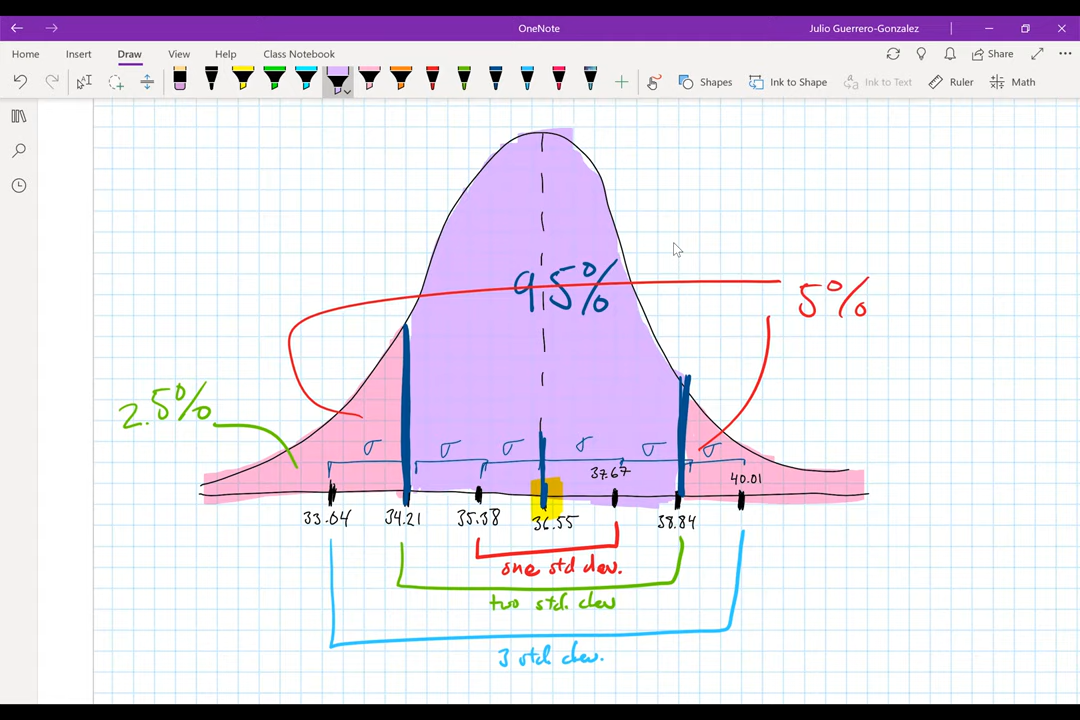 OneNote
Julio Guerrero-Gonzalez
Home Insert Draw View Help Class Notebook
Share
Shapes
Ink to Shape
Ink to Text
Ruler
Math
95%
5%
2.5%
σ σ σ σ σ σ
37.67
40.01
33.04 34.21 35.38 36.55 38.84
one std dev.
two std. dev
3 std dev.